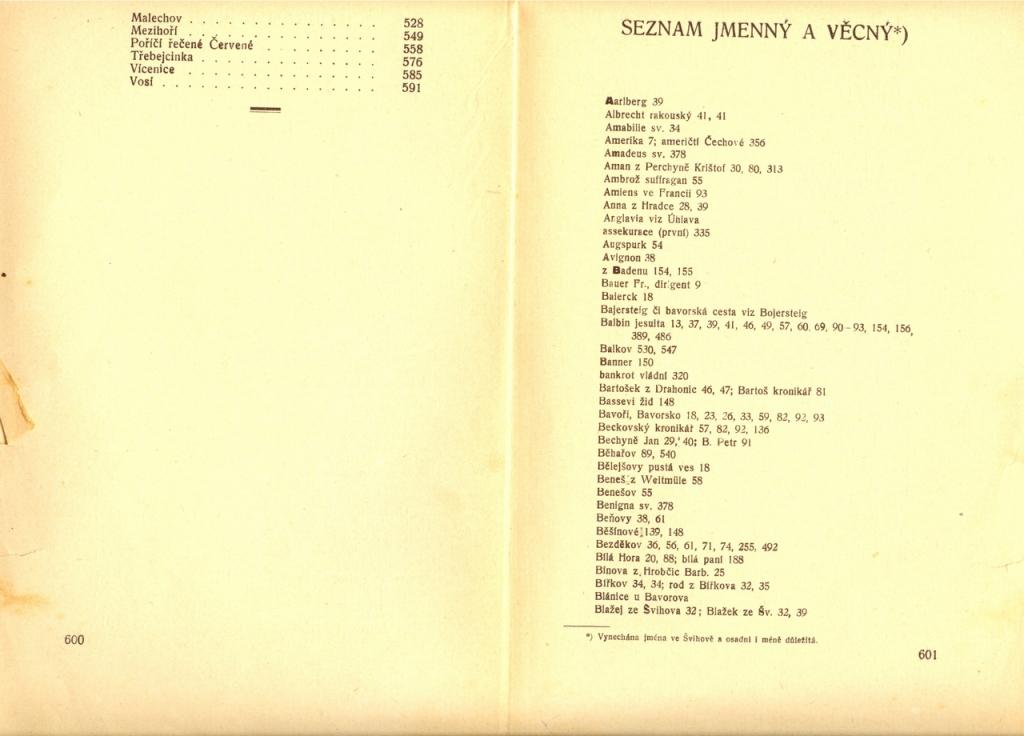 Malechov . . . . . . . . . . . . . . . . 528
Mezihoří . . . . . . . . . . . . . . . . 549
Poříčí řečené Červené . . . . . . . . . 558
Třebejcinka . . . . . . . . . . . . . . 576
Vícenice . . . . . . . . . . . . . . . . 585
Vosí . . . . . . . . . . . . . . . . . . 591
600
SEZNAM JMENNÝ A VĚCNÝ*)
Aarlberg 39
Albrecht rakouský 41, 41
Amabilie sv. 34
Amerika 7; američtí Čechové 356
Amadeus sv. 378
Aman z Perchyně Krištof 30, 80, 313
Ambrož suffragan 55
Amiens ve Francii 93
Anna z Hradce 28, 39
Anglavia viz Úhlava
assekurace (první) 335
Augspurk 54
Avignon 38
z Badenu 154, 155
Bauer Fr., dirigent 9
Baierck 18
Bajersteig či bavorská cesta viz Bojersteig
Balbín jesuita 13, 37, 39, 41, 46, 49, 57, 60, 69, 90-93, 154, 156,
389, 486
Balkov 530, 547
Banner 150
bankrot vládní 320
Bartošek z Drahonic 46, 47; Bartoš kronikář 81
Bassevi žid 148
Bavoři, Bavorsko 18, 23, 26, 33, 59, 82, 92, 93
Beckovský kronikář 57, 82, 92, 136
Bechyně Jan 29, 40; B. Petr 91
Běhařov 89, 540
Bělejšovy pustá ves 18
Beneš z Weitmüle 58
Benešov 55
Benigna sv. 378
Beňovy 38, 61
Běšínové 139, 148
Bezděkov 36, 56, 61, 71, 74, 255, 492
Bílá Hora 20, 88; bílá paní 188
Bínova z Hrobčic Barb. 25
Bířkov 34, 34; rod z Bířkova 32, 35
Blánice u Bavorova
Blažej ze Švihova 32; Blažek ze Šv. 32, 39
*) Vynechána jména ve Švihově a osadní i méně důležitá.
601